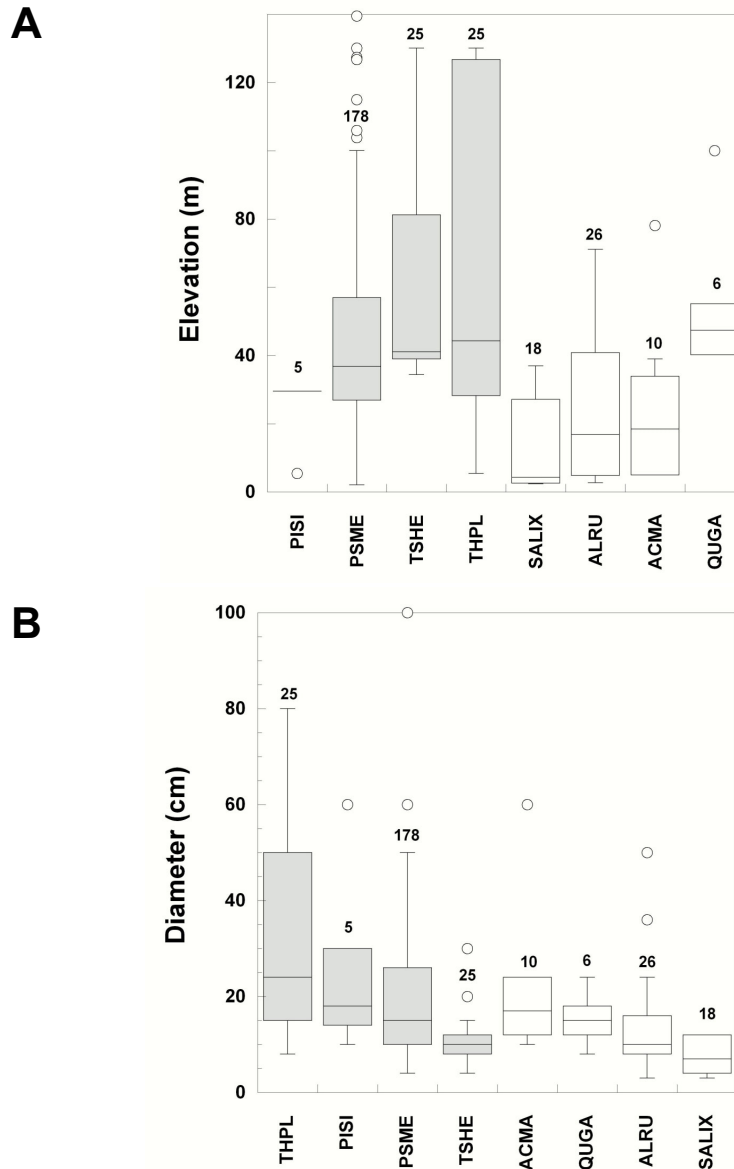 A
Elevation (m)
120
80
40
0
5
178
25
25
18
26
10
6
PISI
PSME
TSHE
THPL
SALIX
ALRU
ACMA
QUGA
B
Diameter (cm)
100
80
60
40
20
0
25
5
178
25
10
6
26
18
THPL
PISI
PSME
TSHE
ACMA
QUGA
ALRU
SALIX